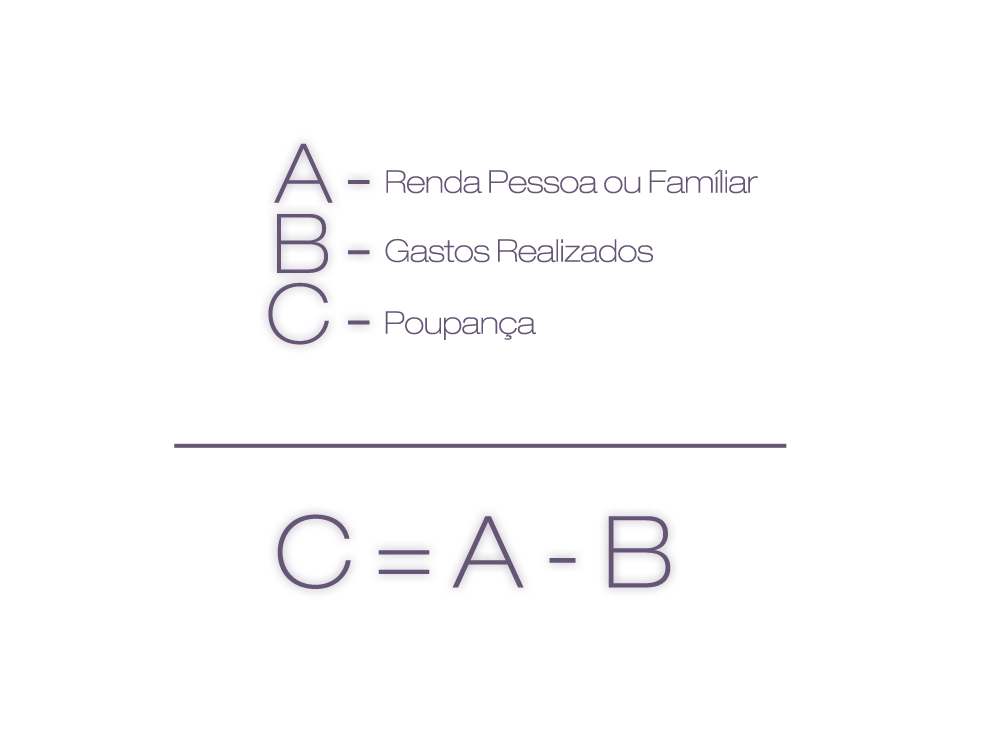 A - Renda Pessoa ou Famíliar
B - Gastos Realizados
C - Poupança
C = A - B